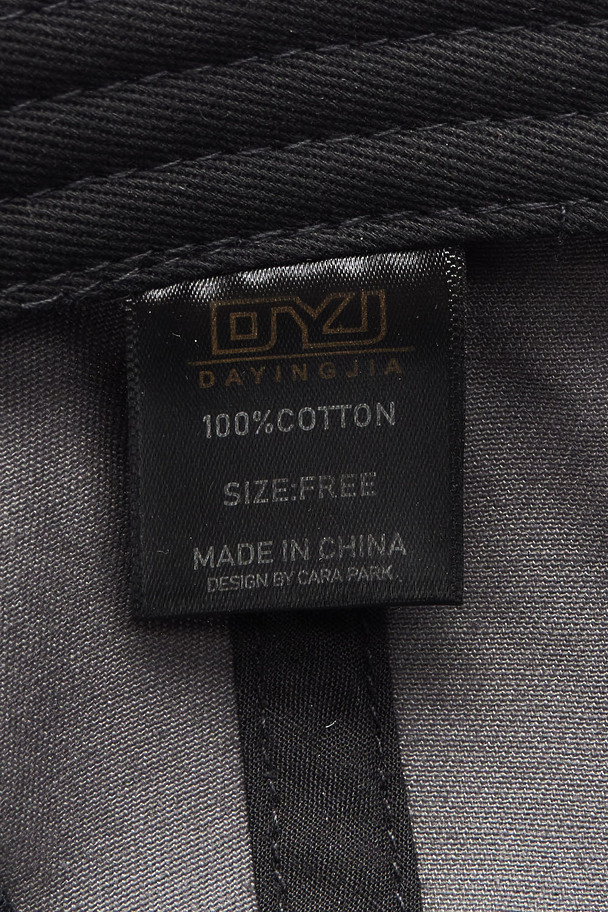 DYJ
DAYINGJIA
100%COTTON
SIZE:FREE
MADE IN CHINA
DESIGN BY CARA PARK